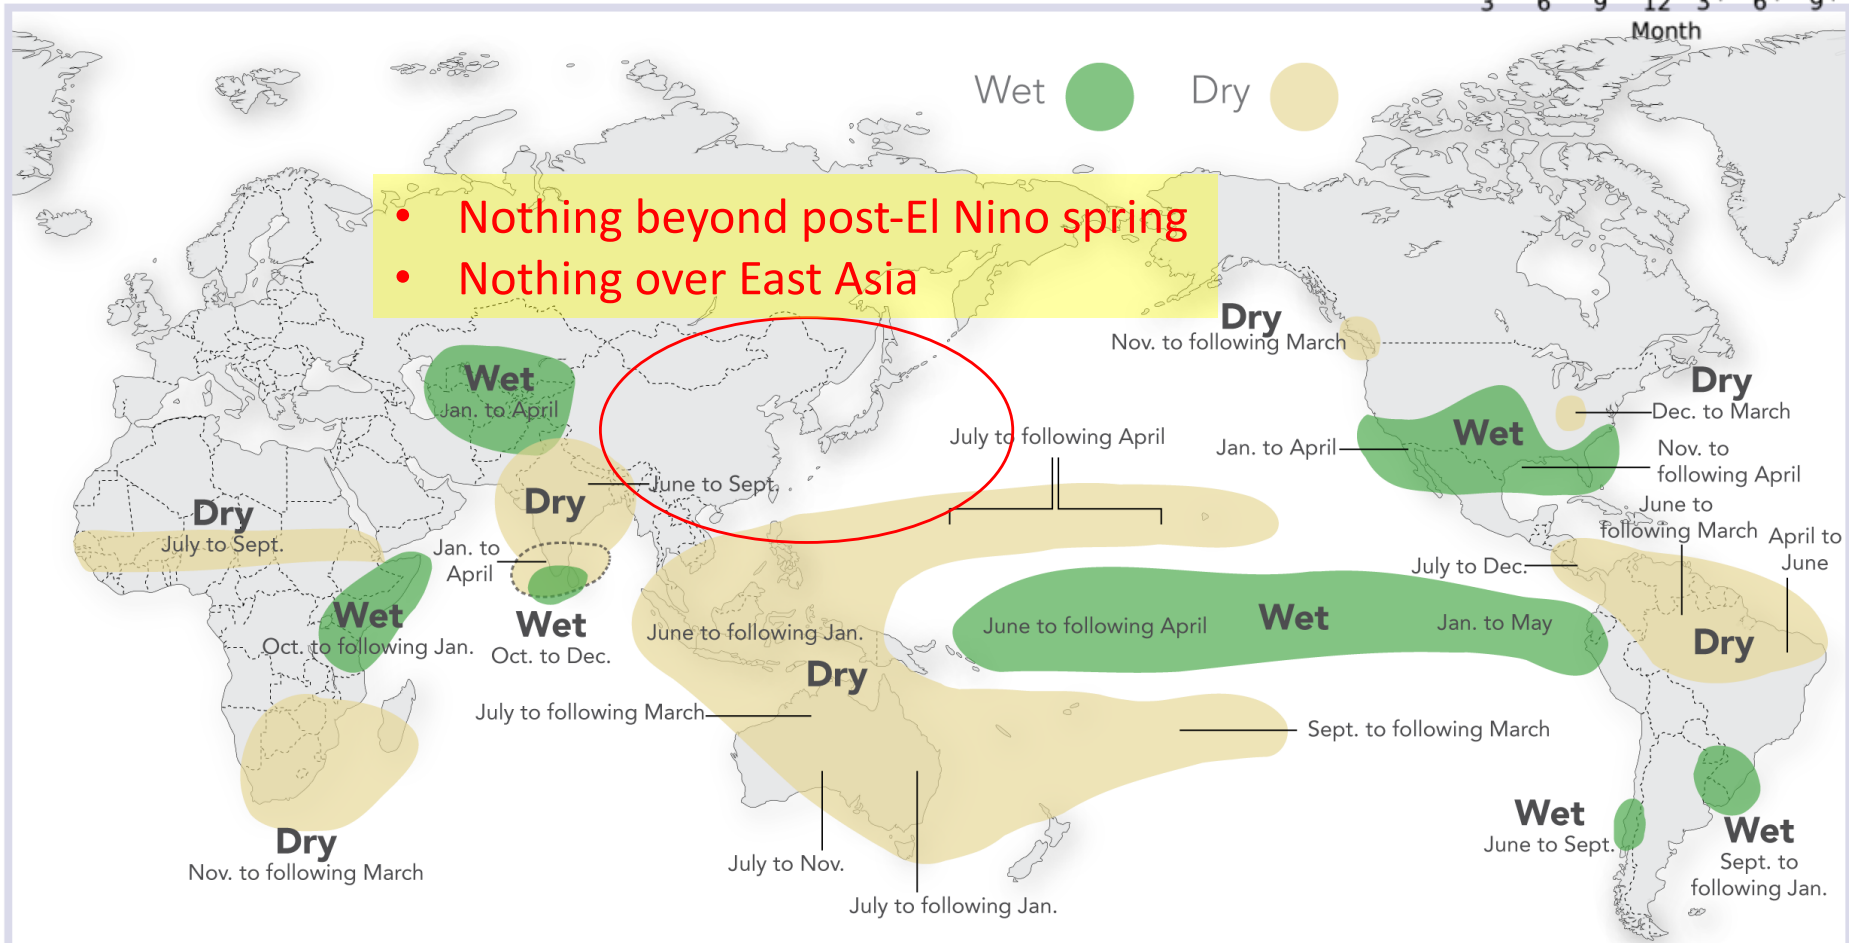 3 6 9 12 3 6 9
Month
Wet Dry
• Nothing beyond post-El Nino spring
• Nothing over East Asia
Dry
Nov. to following March
Wet
Jan. to April
Dry
Dec. to March
July to following April
Jan. to April
Wet
Nov. to
following April
Dry
June to Sept.
Dry
July to Sept.
June to
following March
April to
June
Jan. to
April
July to Dec.
Wet
Oct. to following Jan.
Wet
Oct. to Dec.
June to following Jan.
Dry
June to following April
Wet
Jan. to May
Dry
July to following March
Sept. to following March
Dry
Nov. to following March
July to Nov.
July to following Jan.
Wet
June to Sept.
Wet
Sept. to
following Jan.